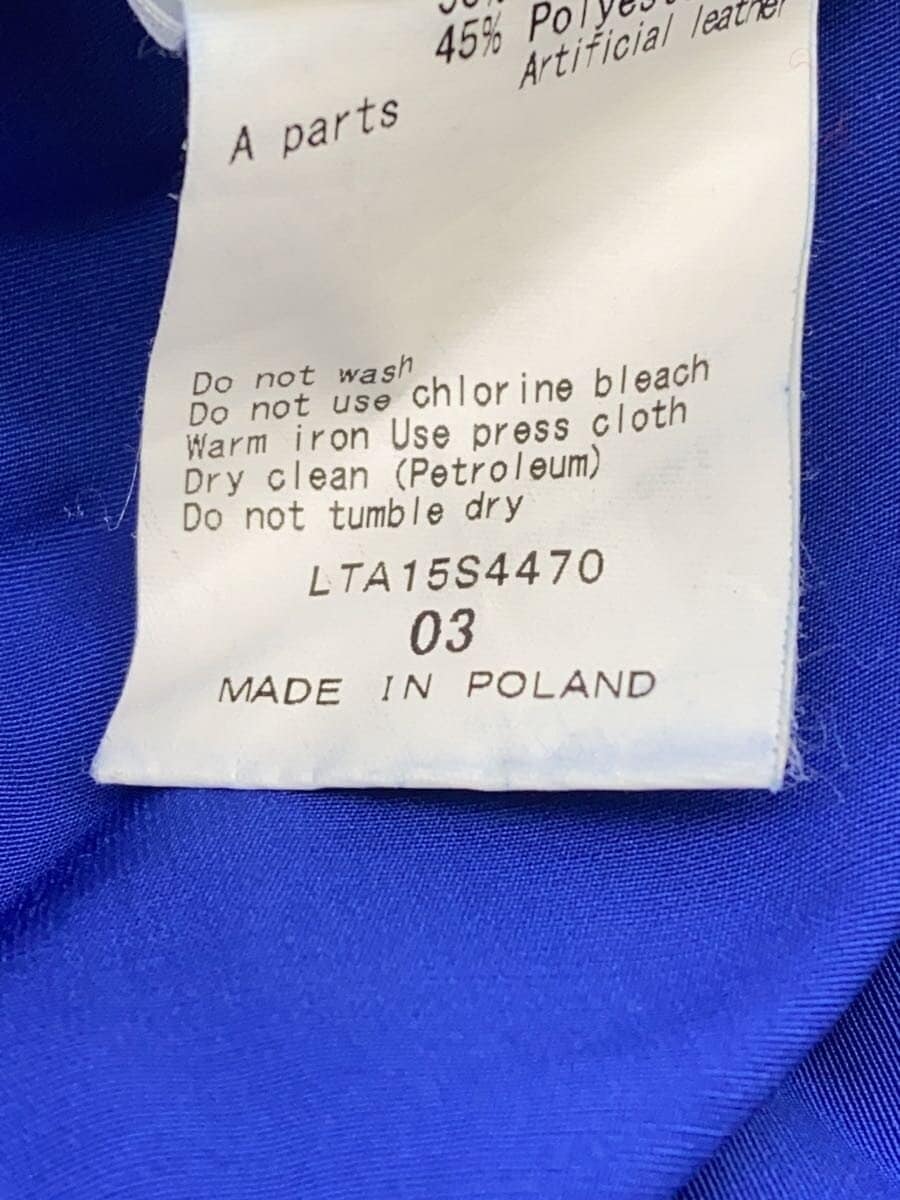 45%
Artificial leather
A parts
Do not wash
Do not use chlorine bleach
Warm iron Use press cloth
Dry clean (Petroleum)
Do not tumble dry
LTA15S4470
03
MADE IN POLAND